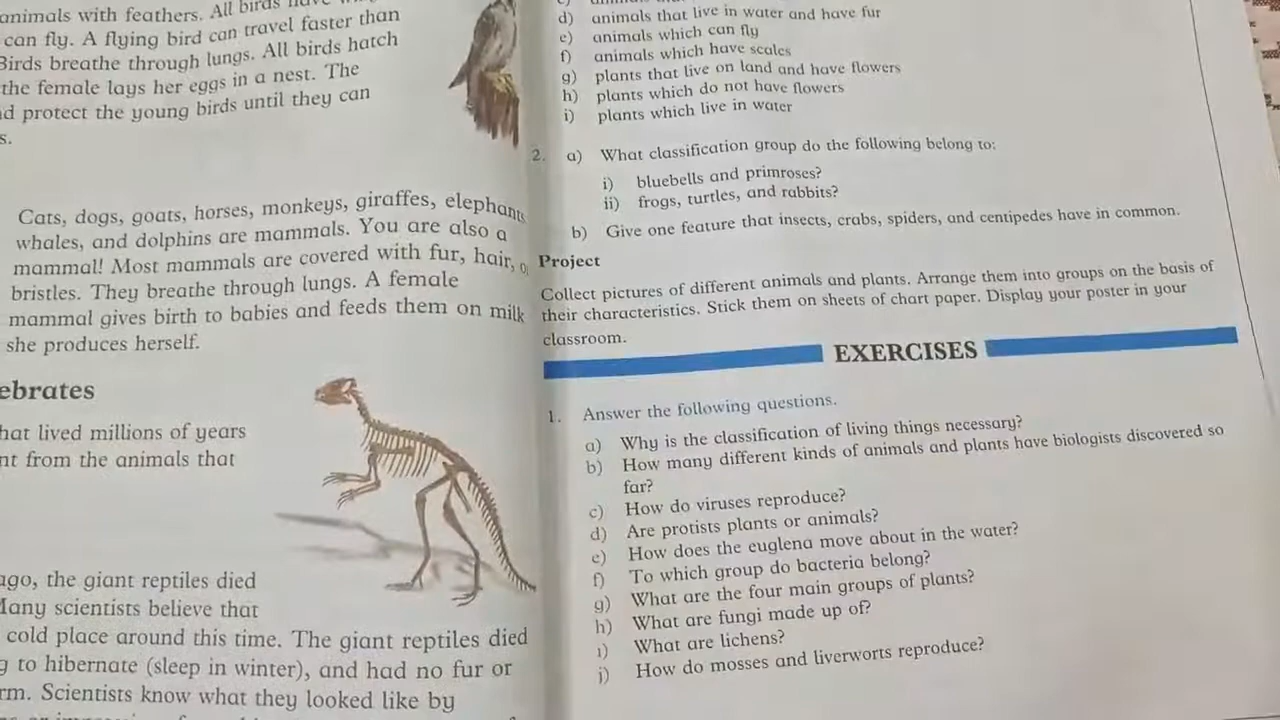 animals with feathers. All birds have
can fly. A flying bird can travel faster than
Birds breathe through lungs. All birds hatch
the female lays her eggs in a nest. The
protect the young birds until they can
s.
Cats, dogs, goats, horses, monkeys, giraffes, elephants
whales, and dolphins are mammals. You are also a
mammal! Most mammals are covered with fur, hair,
bristles. They breathe through lungs. A female
mammal gives birth to babies and feeds them on milk
she produces herself.
ebrates
hat lived millions of years
nt from the animals that
ago, the giant reptiles died
Many scientists believe that
cold place around this time. The giant reptiles died
g to hibernate (sleep in winter), and had no fur or
rm. Scientists know what they looked like by
d) animals that live in water and have fur
e) animals which can fly
f) animals which have scales
g) plants that live on land and have flowers
h) plants which do not have flowers
i) plants which live in water
2. a) What classification group do the following belong to:
i) bluebells and primroses?
ii) frogs, turtles, and rabbits?
b) Give one feature that insects, crabs, spiders, and centipedes have in common.
Project
Collect pictures of different animals and plants. Arrange them into groups on the basis of
their characteristics. Stick them on sheets of chart paper. Display your poster in your
classroom.
EXERCISES
1. Answer the following questions.
a) Why is the classification of living things necessary?
b) How many different kinds of animals and plants have biologists discovered so
far?
c) How do viruses reproduce?
d) Are protists plants or animals?
e) How does the euglena move about in the water?
f) To which group do bacteria belong?
g) What are the four main groups of plants?
h) What are fungi made up of?
i) What are lichens?
j) How do mosses and liverworts reproduce?